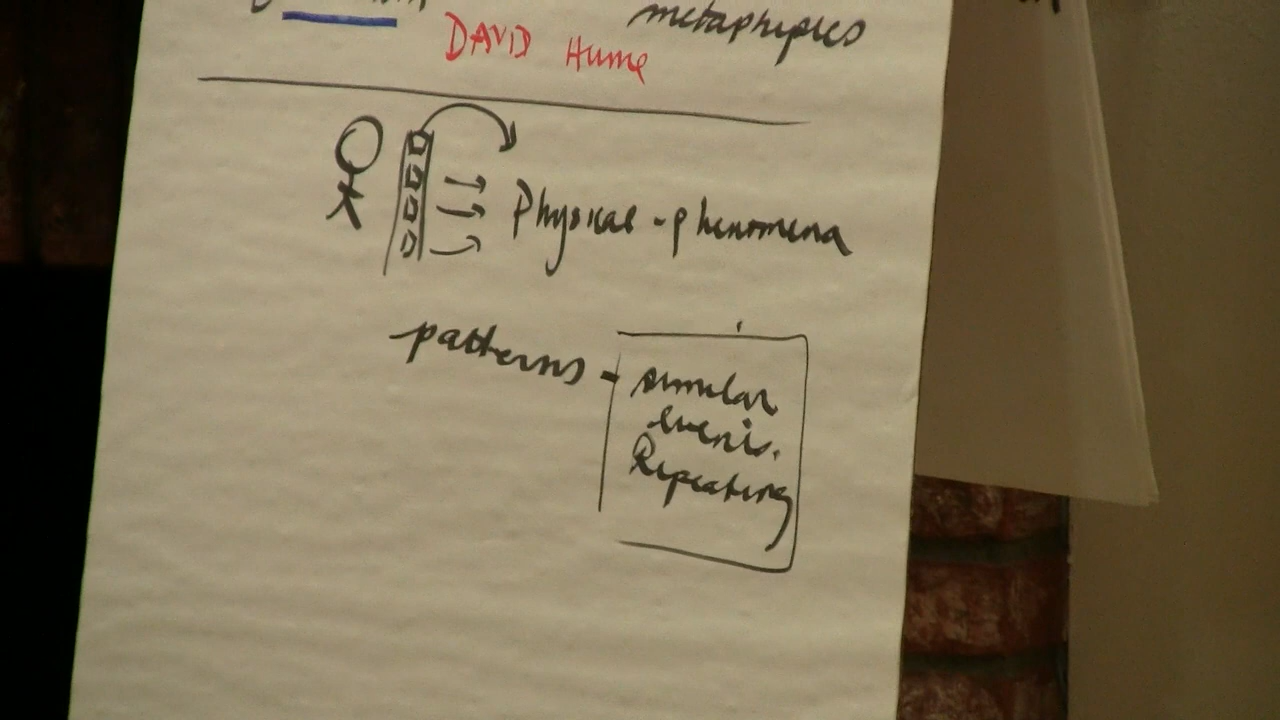 metaphysics
DAVID Hume
Physical - phenomena
patterns - similar
events.
Repeating